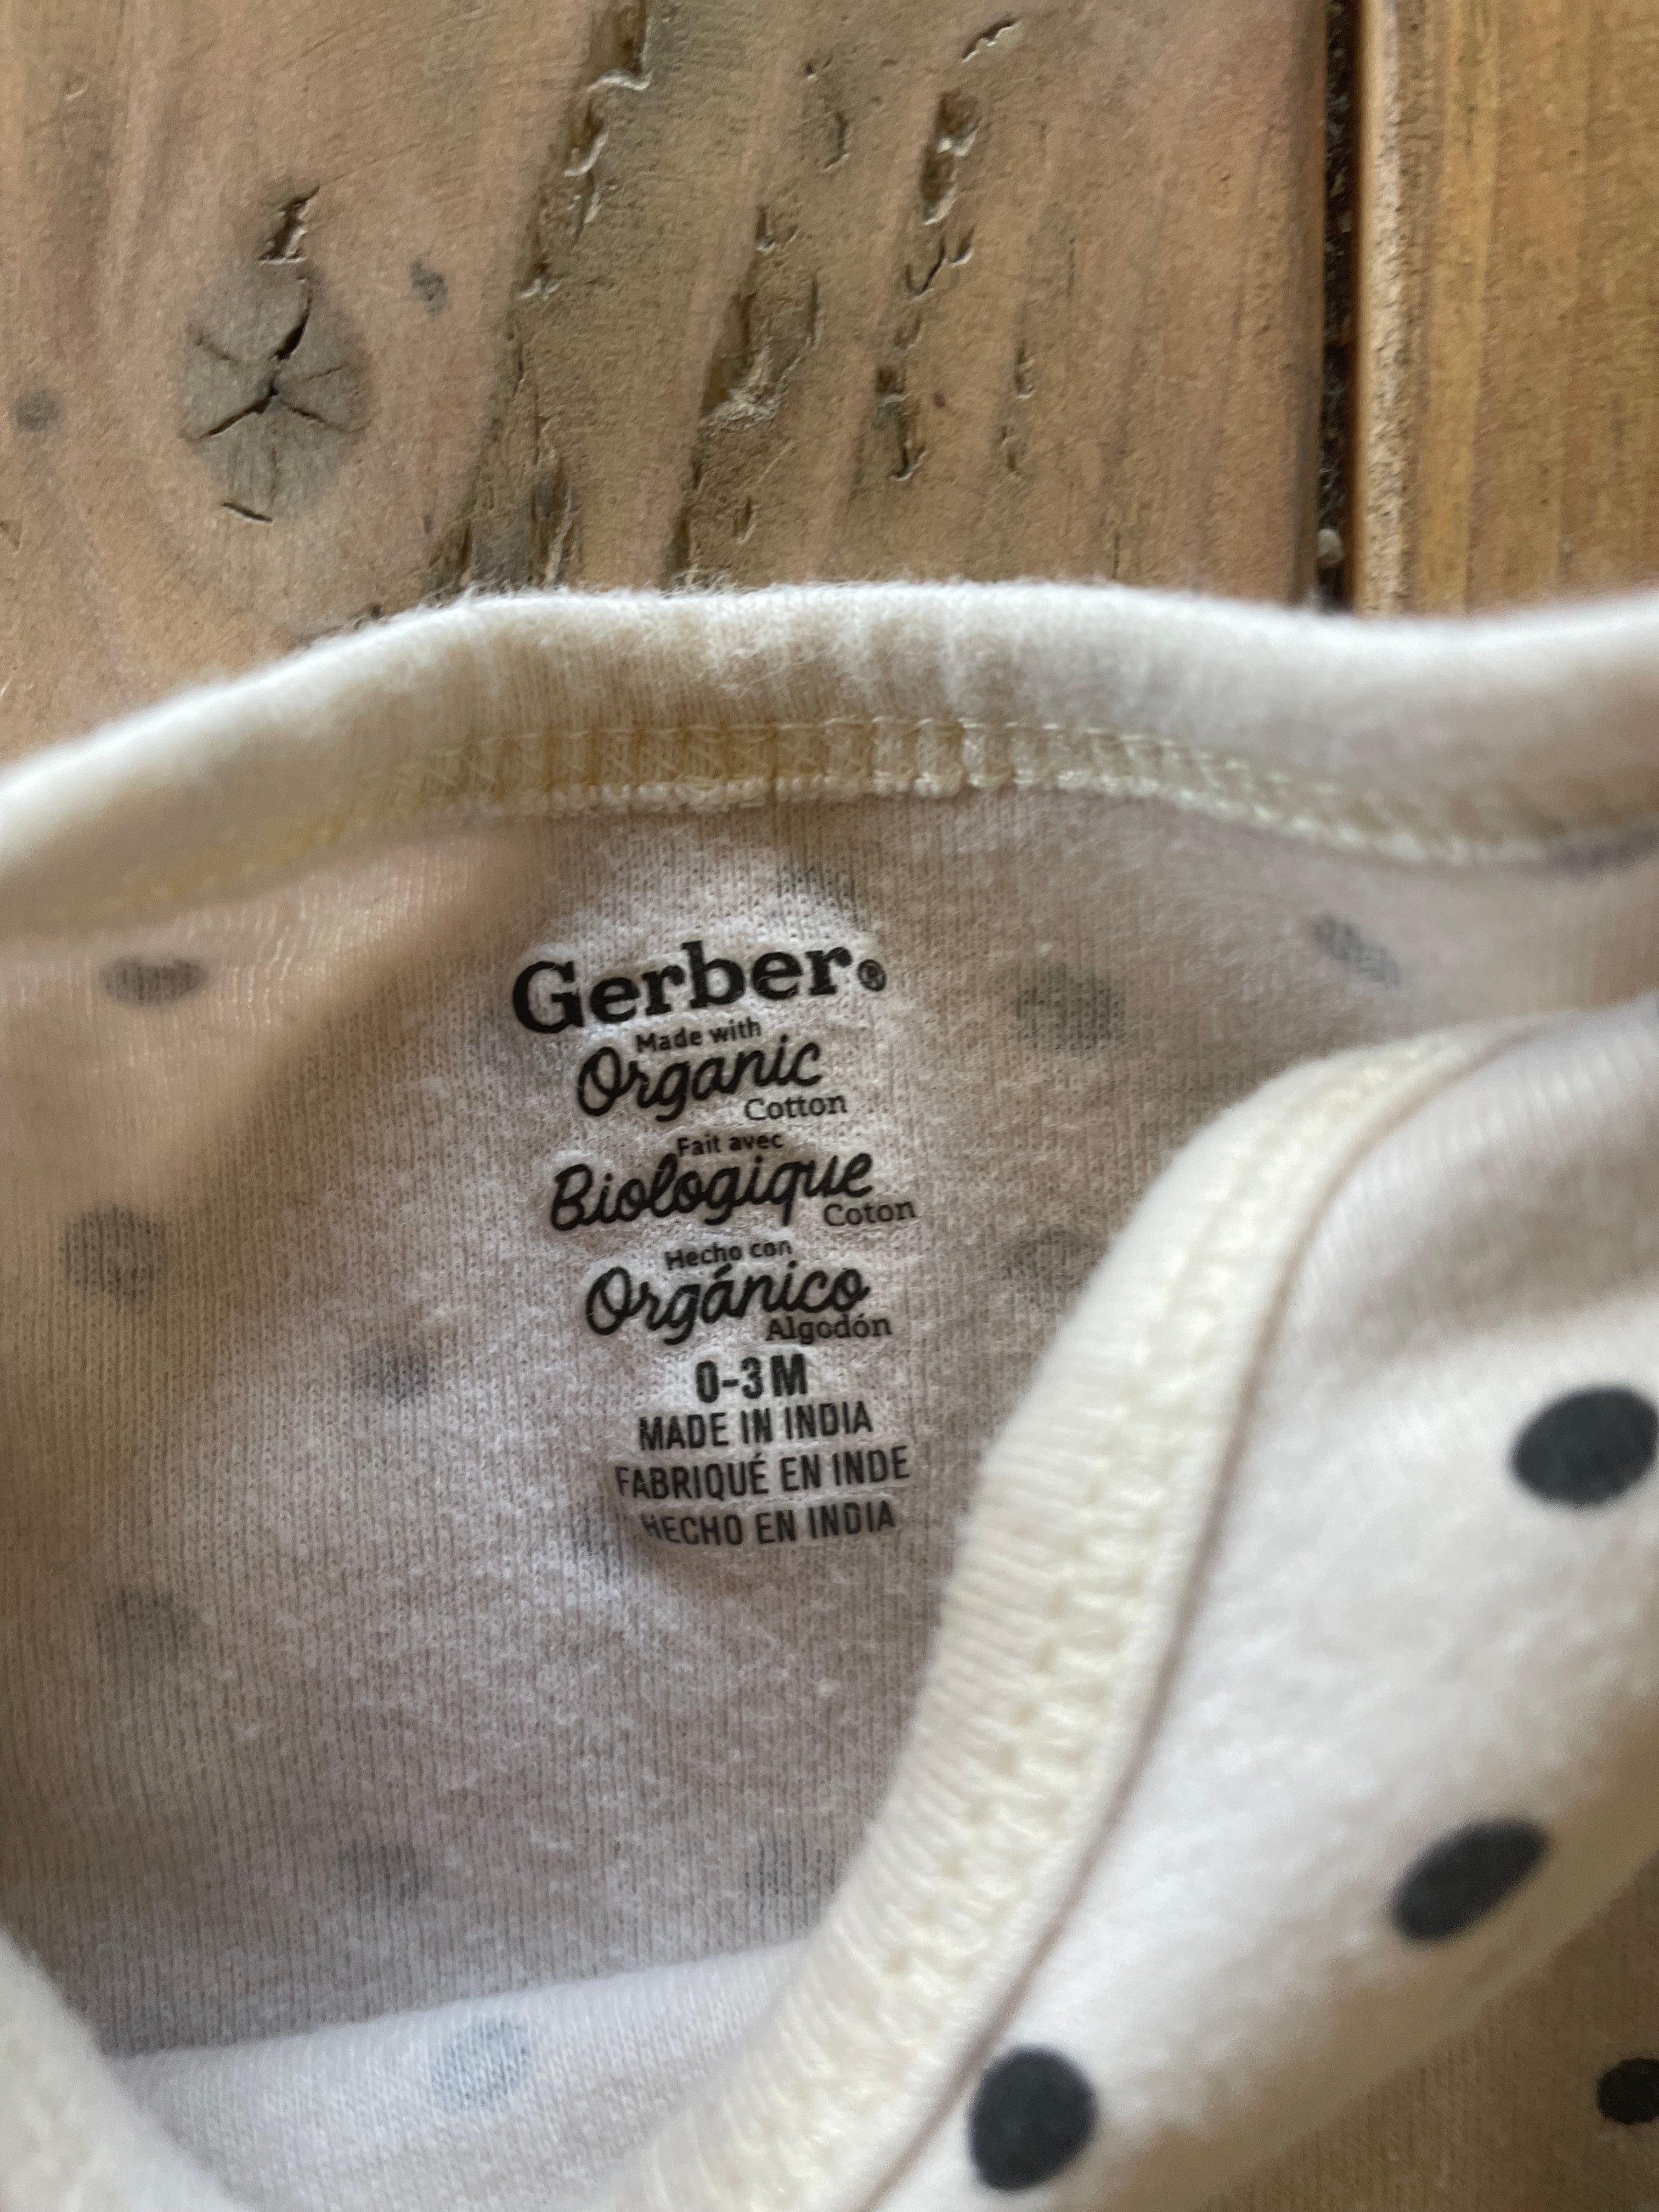 Gerber®
Made with
Organic
Cotton
Fait avec
Biologique
Coton
Hecho con
Orgánico
Algodón
0-3M
MADE IN INDIA
FABRIQUÉ EN INDE
HECHO EN INDIA